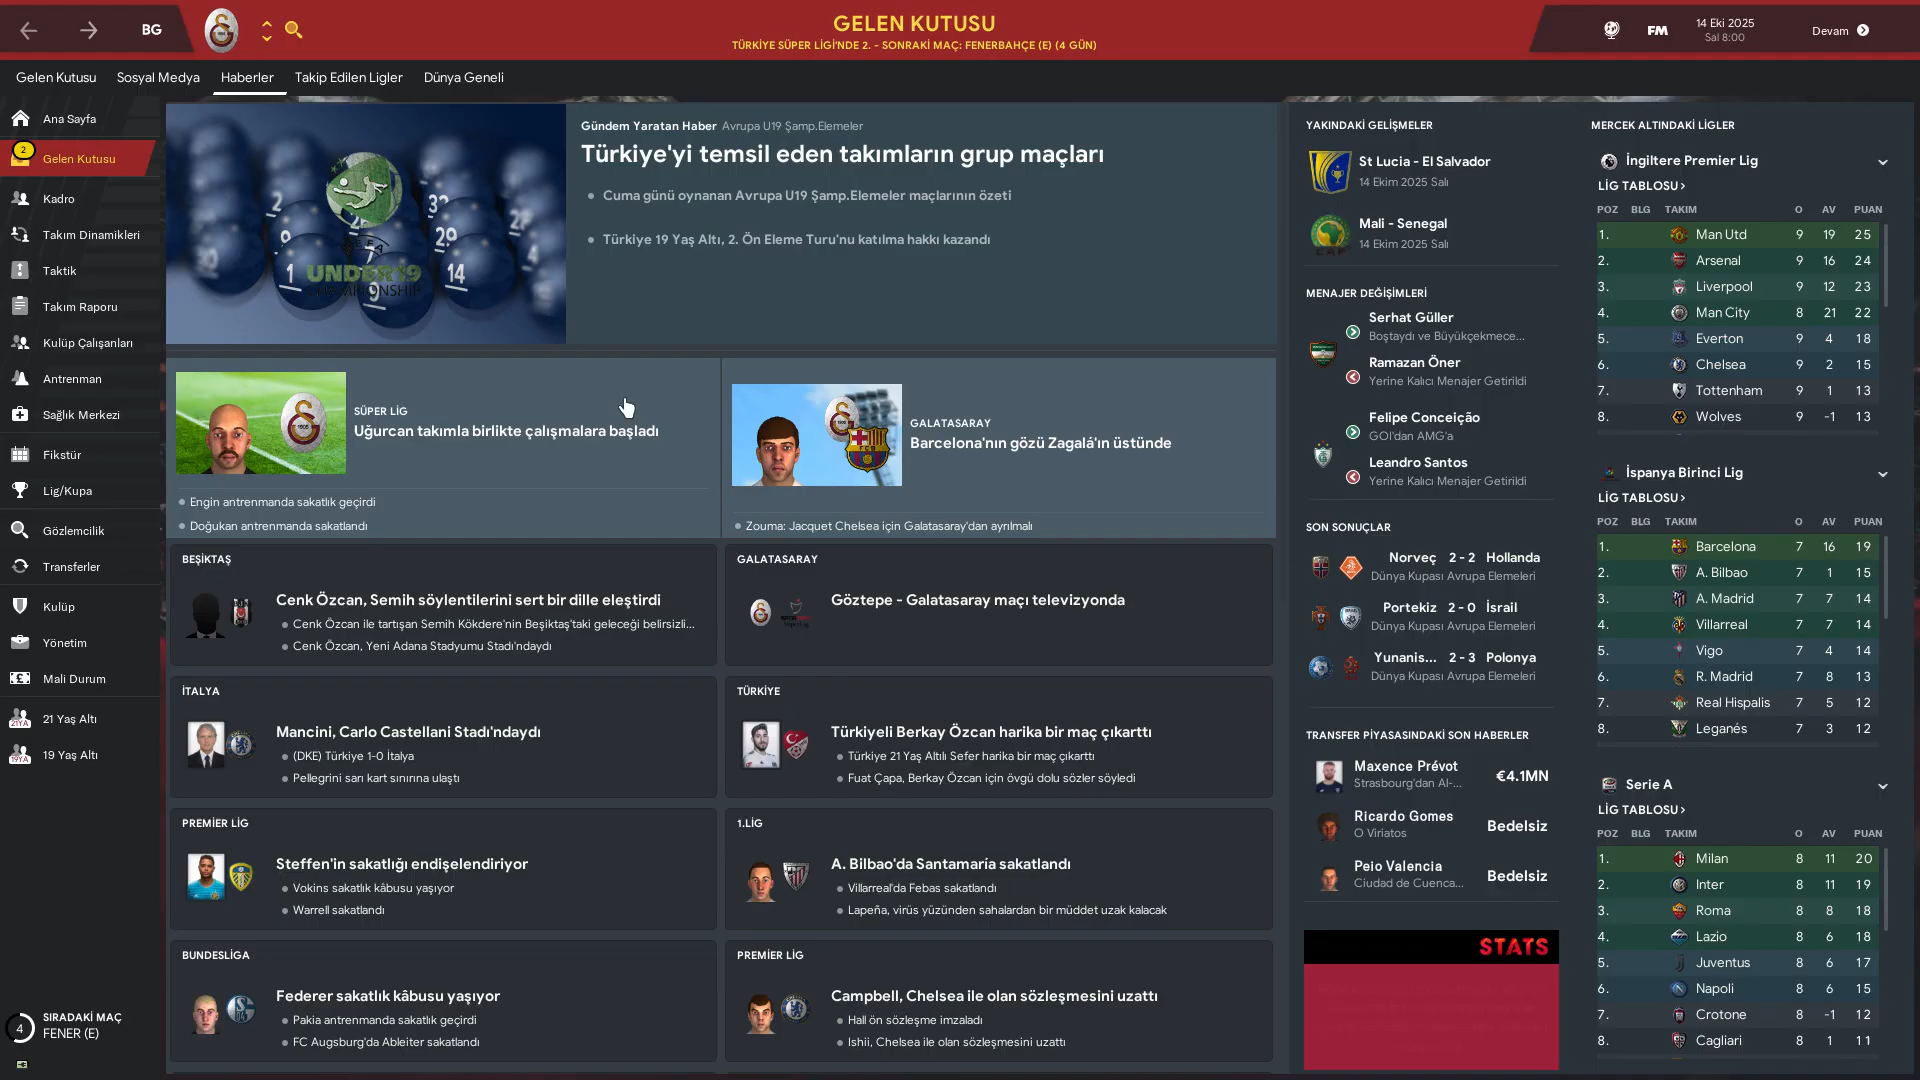 BG
GELEN KUTUSU
TÜRKİYE SÜPER LİGİ'NDE 2. - SONRAKİ MAÇ: FENERBAHÇE (E) (4 GÜN)
FM
14 Eki 2025
Sal 8:00
Devam
Gelen Kutusu
Sosyal Medya
Haberler
Takip Edilen Ligler
Dünya Geneli
Ana Sayfa
2
Gelen Kutusu
Kadro
Takım Dinamikleri
Taktik
Takım Raporu
Kulüp Çalışanları
Antrenman
Sağlık Merkezi
Fikstür
Lig/Kupa
Gözlemcilik
Transferler
Kulüp
Yönetim
Mali Durum
21YA
21 Yaş Altı
19YA
19 Yaş Altı
4
SIRADAKİ MAÇ
FENER (E)
UEFA
UNDER19
CHAMPIONSHIP
Gündem Yaratan Haber Avrupa U19 Şamp.Elemeler
Türkiye'yi temsil eden takımların grup maçları
Cuma günü oynanan Avrupa U19 Şamp.Elemeler maçlarının özeti
Türkiye 19 Yaş Altı, 2. Ön Eleme Turu'nu katılma hakkı kazandı
SÜPER LİG
Uğurcan takımla birlikte çalışmalara başladı
Engin antrenmanda sakatlık geçirdi
Doğukan antrenmanda sakatlandı
GALATASARAY
Barcelona'nın gözü Zagalá'ın üstünde
Zouma: Jacquet Chelsea için Galatasaray'dan ayrılmalı
BEŞİKTAŞ
Cenk Özcan, Semih söylentilerini sert bir dille eleştirdi
Cenk Özcan ile tartışan Semih Kökdere'nin Beşiktaş'taki geleceği belirsizli...
Cenk Özcan, Yeni Adana Stadyumu Stadı'ndaydı
GALATASARAY
Göztepe - Galatasaray maçı televizyonda
İTALYA
Mancini, Carlo Castellani Stadı'ndaydı
(DKE) Türkiye 1-0 İtalya
Pellegrini sarı kart sınırına ulaştı
TÜRKİYE
Türkiyeli Berkay Özcan harika bir maç çıkarttı
Türkiye 21 Yaş Altılı Sefer harika bir maç çıkarttı
Fuat Çapa, Berkay Özcan için övgü dolu sözler söyledi
PREMİER LİG
Steffen'in sakatlığı endişelendiriyor
Vokins sakatlık kâbusu yaşıyor
Warrell sakatlandı
1.LİG
A. Bilbao'da Santamaría sakatlandı
Villarreal'da Febas sakatlandı
Lapeña, virüs yüzünden sahalardan bir müddet uzak kalacak
BUNDESLİGA
Federer sakatlık kâbusu yaşıyor
Pakia antrenmanda sakatlık geçirdi
FC Augsburg'da Ableiter sakatlandı
PREMİER LİG
Campbell, Chelsea ile olan sözleşmesini uzattı
Hall ön sözleşme imzaladı
Ishii, Chelsea ile olan sözleşmesini uzattı
YAKINDAKİ GELİŞMELER
St Lucia - El Salvador
14 Ekim 2025 Salı
Mali - Senegal
14 Ekim 2025 Salı
MENAJER DEĞİŞİMLERİ
Serhat Güller
Boştaydı ve Büyükçekmece...
Ramazan Öner
Yerine Kalıcı Menajer Getirildi
Felipe Conceição
GOI'dan AMG'a
Leandro Santos
Yerine Kalıcı Menajer Getirildi
SON SONUÇLAR
Norveç 2 - 2 Hollanda
Dünya Kupası Avrupa Elemeleri
Portekiz 2 - 0 İsrail
Dünya Kupası Avrupa Elemeleri
Yunanis... 2 - 3 Polonya
Dünya Kupası Avrupa Elemeleri
TRANSFER PİYASASINDAKİ SON HABERLER
Maxence Prévot €4.1MN
Strasbourg'dan Al-...
Ricardo Gomes Bedelsiz
O Viriatos
Peio Valencia Bedelsiz
Ciudad de Cuenca...
STATS
MERCEK ALTINDAKİ LİGLER
İngiltere Premier Lig
LİG TABLOSU
POZ BLG TAKIM O AV PUAN
1. Man Utd 9 19 25
2. Arsenal 9 16 24
3. Liverpool 9 12 23
4. Man City 8 21 22
5. Everton 9 4 18
6. Chelsea 9 2 15
7. Tottenham 9 1 13
8. Wolves 9 -1 13
İspanya Birinci Lig
LİG TABLOSU
POZ BLG TAKIM O AV PUAN
1. Barcelona 7 16 19
2. A. Bilbao 7 1 15
3. A. Madrid 7 7 14
4. Villarreal 7 7 14
5. Vigo 7 4 14
6. R. Madrid 7 8 13
7. Real Hispalis 7 5 12
8. Leganés 7 3 12
Serie A
LİG TABLOSU
POZ BLG TAKIM O AV PUAN
1. Milan 8 11 20
2. Inter 8 11 19
3. Roma 8 8 18
4. Lazio 8 6 18
5. Juventus 8 6 17
6. Napoli 8 6 15
7. Crotone 8 -1 12
8. Cagliari 8 1 11